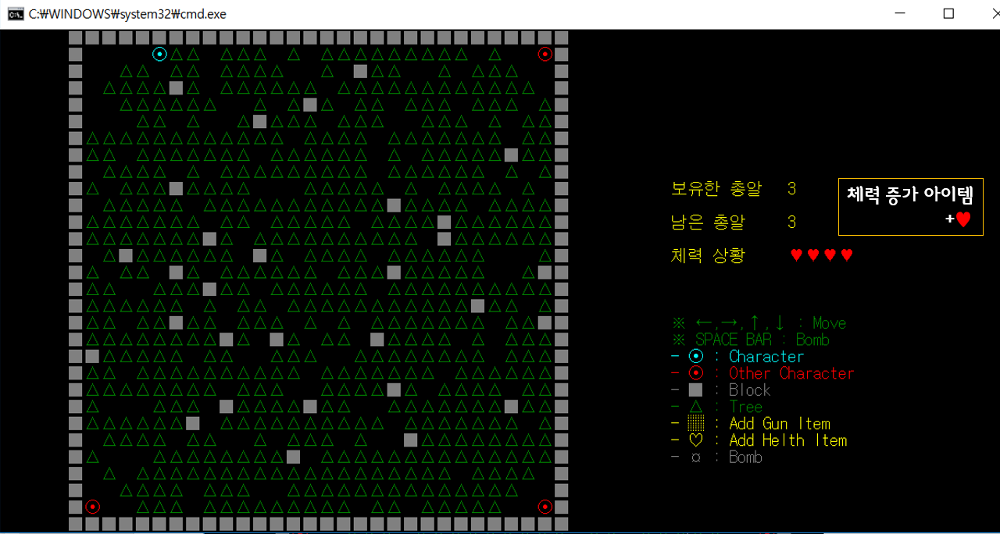 C:₩WINDOWS₩system32₩cmd.exe
보유한 총알 3
체력 증가 아이템
+♥
남은 총알 3
체력 상황 ♥♥♥♥
※ ←,→,↑,↓ : Move
※ SPACE BAR : Bomb
- ⊙ : Character
- ⊙ : Other Character
- ■ : Block
- △ : Tree
- ▒ : Add Gun Item
- ♡ : Add Helth Item
- ¤ : Bomb